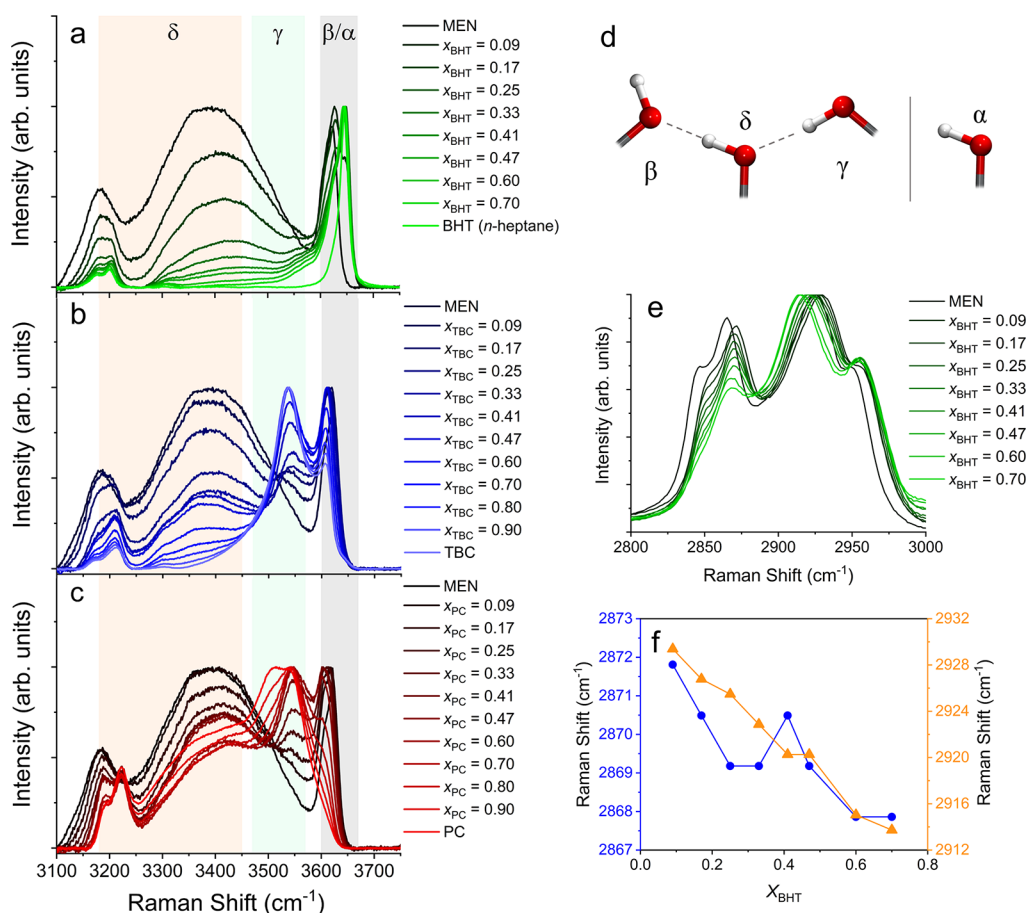 a
δ
γ
β/α
Intensity (arb. units)
MEN
xBHT = 0.09
xBHT = 0.17
xBHT = 0.25
xBHT = 0.33
xBHT = 0.41
xBHT = 0.47
xBHT = 0.60
xBHT = 0.70
BHT (n-heptane)
b
Intensity (arb. units)
MEN
xTBC = 0.09
xTBC = 0.17
xTBC = 0.25
xTBC = 0.33
xTBC = 0.41
xTBC = 0.47
xTBC = 0.60
xTBC = 0.70
xTBC = 0.80
xTBC = 0.90
TBC
c
Intensity (arb. units)
MEN
xPC = 0.09
xPC = 0.17
xPC = 0.25
xPC = 0.33
xPC = 0.41
xPC = 0.47
xPC = 0.60
xPC = 0.70
xPC = 0.80
xPC = 0.90
PC
3100 3200 3300 3400 3500 3600 3700
Raman Shift (cm-1)
d
β
δ
γ
α
e
Intensity (arb. units)
MEN
xBHT = 0.09
xBHT = 0.17
xBHT = 0.25
xBHT = 0.33
xBHT = 0.41
xBHT = 0.47
xBHT = 0.60
xBHT = 0.70
2800 2850 2900 2950 3000
Raman Shift (cm-1)
f
Raman Shift (cm-1)
2873
2872
2871
2870
2869
2868
2867
2932
2928
2924
2920
2916
2912
Raman Shift (cm-1)
0.0 0.2 0.4 0.6 0.8
XBHT